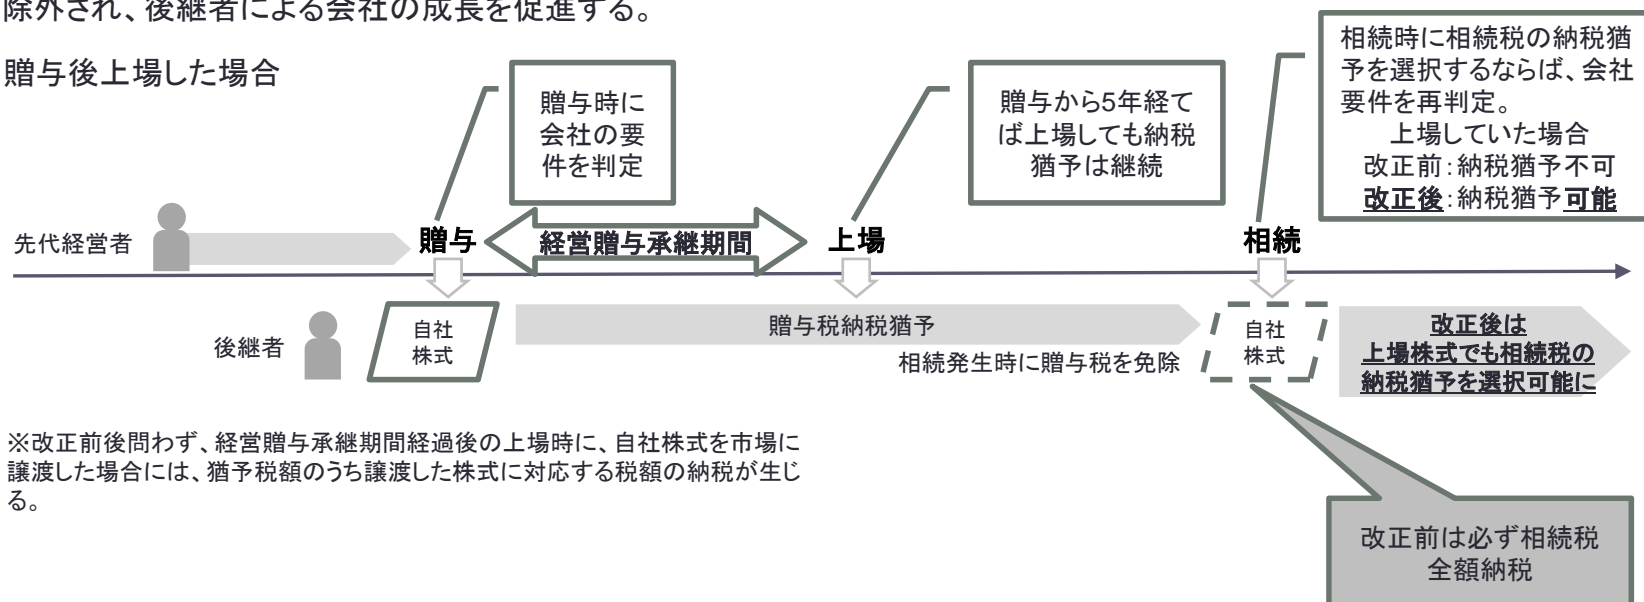 除外され、後継者による会社の成長を促進する。
贈与後上場した場合
贈与時に
会社の要
件を判定
贈与から5年経て
ば上場しても納税
猶予は継続
相続時に相続税の納税猶
予を選択するならば、会社
要件を再判定。
上場していた場合
改正前：納税猶予不可
改正後：納税猶予可能
先代経営者
贈与
経営贈与承継期間
上場
相続
後継者
自社
株式
贈与税納税猶予
相続発生時に贈与税を免除
自社
株式
改正後は
上場株式でも相続税の
納税猶予を選択可能に
※改正前後問わず、経営贈与承継期間経過後の上場時に、自社株式を市場に
譲渡した場合には、猶予税額のうち譲渡した株式に対応する税額の納税が生じ
る。
改正前は必ず相続税
全額納税